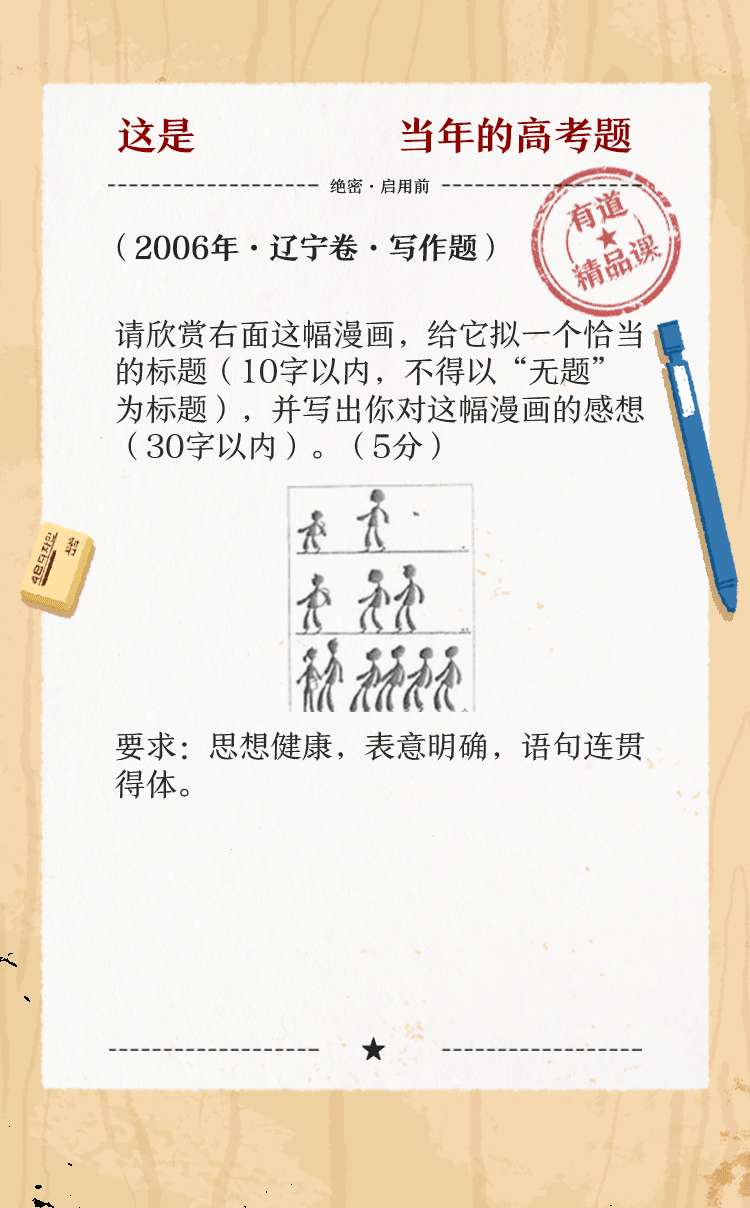 这是 当年的高考题
绝密·启用前
有道
精品课
（2006年·辽宁卷·写作题）
请欣赏右面这幅漫画，给它拟一个恰当
的标题（10字以内，不得以“无题”
为标题），并写出你对这幅漫画的感想
（30字以内）。（5分）
要求：思想健康，表意明确，语句连贯
得体。